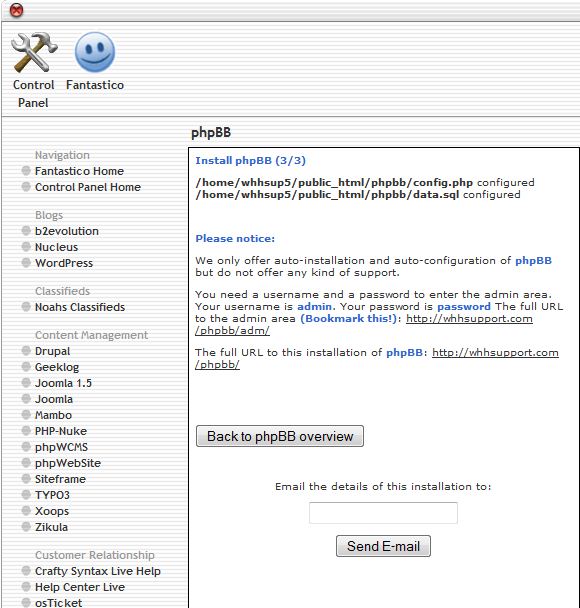 Control
Panel
Fantastico
phpBB
Navigation
Fantastico Home
Control Panel Home
Blogs
b2evolution
Nucleus
WordPress
Classifieds
Noahs Classifieds
Content Management
Drupal
Geeklog
Joomla 1.5
Joomla
Mambo
PHP-Nuke
phpWCMS
phpWebSite
Siteframe
TYPO3
Xoops
Zikula
Customer Relationship
Crafty Syntax Live Help
Help Center Live
osTicket
Install phpBB (3/3)
/home/whhsup5/public_html/phpbb/config.php configured
/home/whhsup5/public_html/phpbb/data.sql configured
Please notice:
We only offer auto-installation and auto-configuration of phpBB
but do not offer any kind of support.
You need a username and a password to enter the admin area.
Your username is admin. Your password is password The full URL
to the admin area (Bookmark this!): http://whhsupport.com
/phpbb/adm/
The full URL to this installation of phpBB: http://whhsupport.com
/phpbb/
Back to phpBB overview
Email the details of this installation to:
Send E-mail